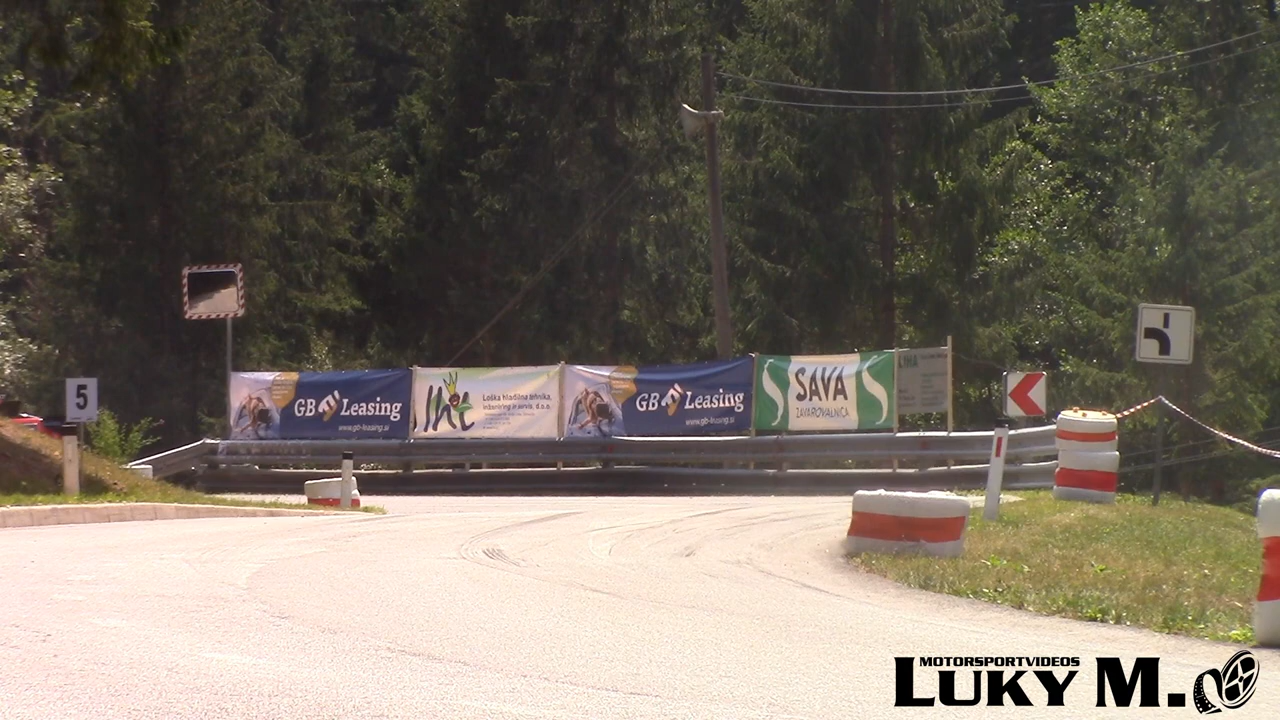 5
GB Leasing
www.gb-leasing.si
lht
Loška hladilna tehnika,
inženiring in servis, d.o.o.
GB Leasing
www.gb-leasing.si
SAVA
ZAVAROVALNICA
MOTORSPORTVIDEOS
LUKY M.